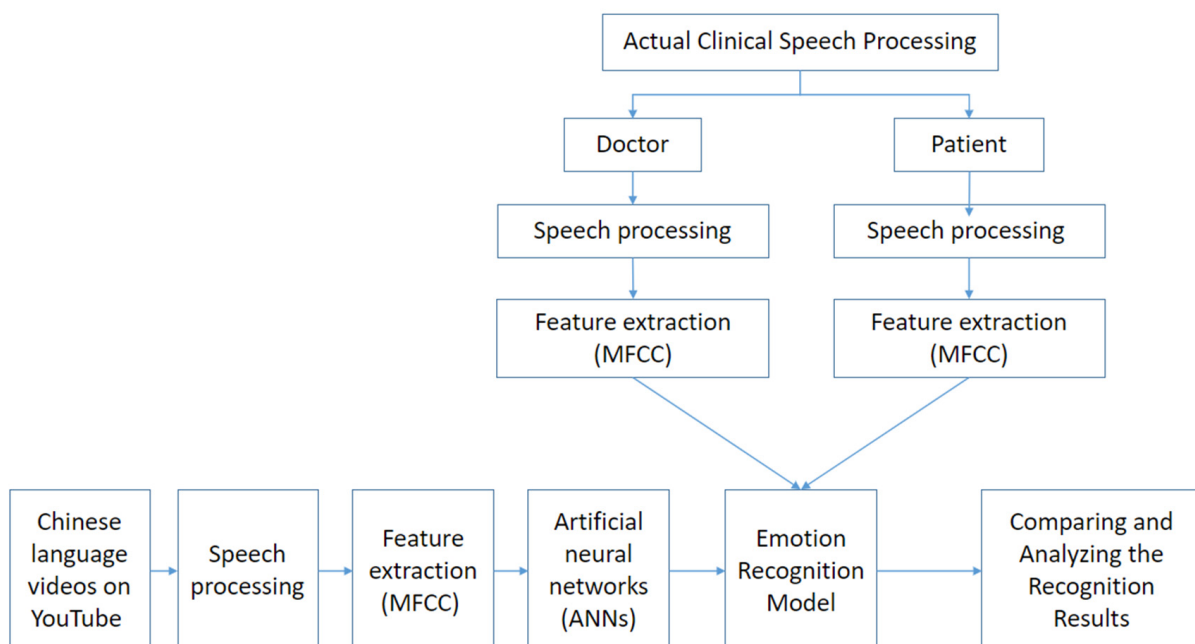 Actual Clinical Speech Processing
Doctor
Patient
Speech processing
Speech processing
Feature extraction
(MFCC)
Feature extraction
(MFCC)
Chinese
language
videos on
YouTube
Speech
processing
Feature
extraction
(MFCC)
Artificial
neural
networks
(ANNs)
Emotion
Recognition
Model
Comparing and
Analyzing the
Recognition
Results